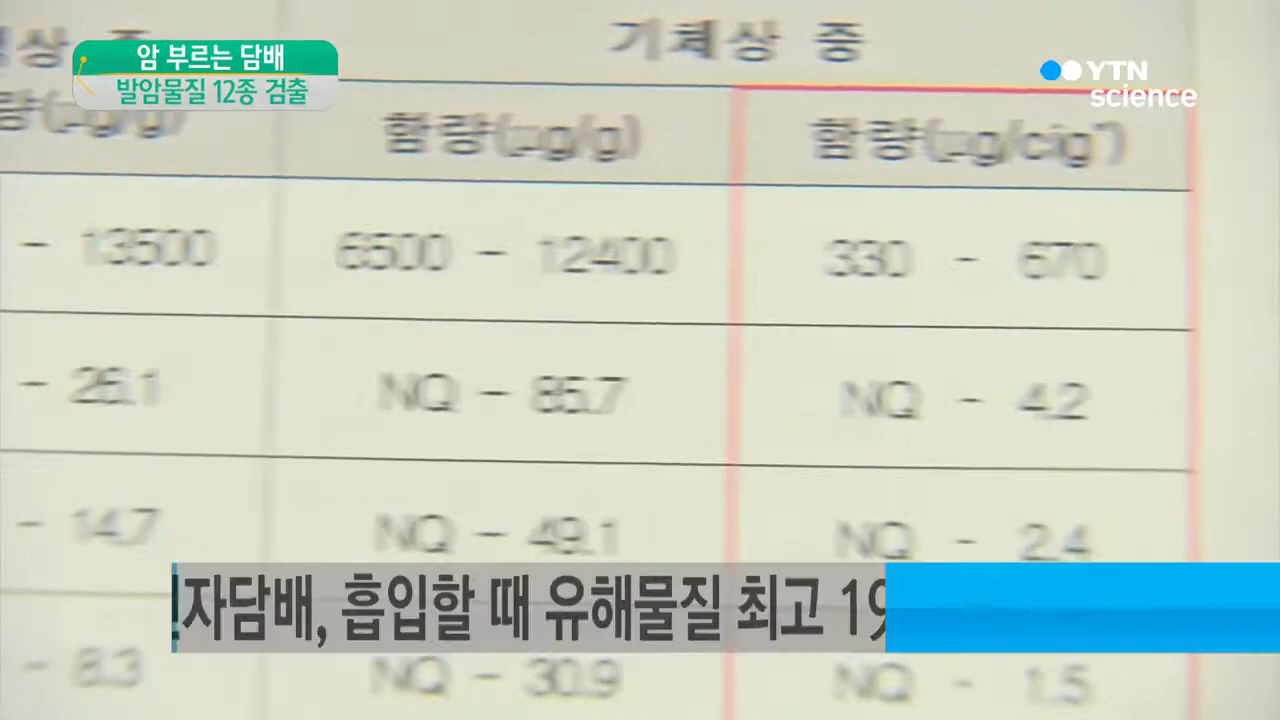 기체상 중
암 부르는 담배
발암물질 12종 검출
YTN
science
함량(μg/g) 함량(μg/cig*)
- 13500 6500 - 12400 330 - 670
- 26.1 NQ - 85.7 NQ - 4.2
- 14.7 NQ - 49.1 NQ - 2.4
자담배, 흡입할 때 유해물질 최고 19
- 8.3 NQ - 30.9 NQ - 1.5